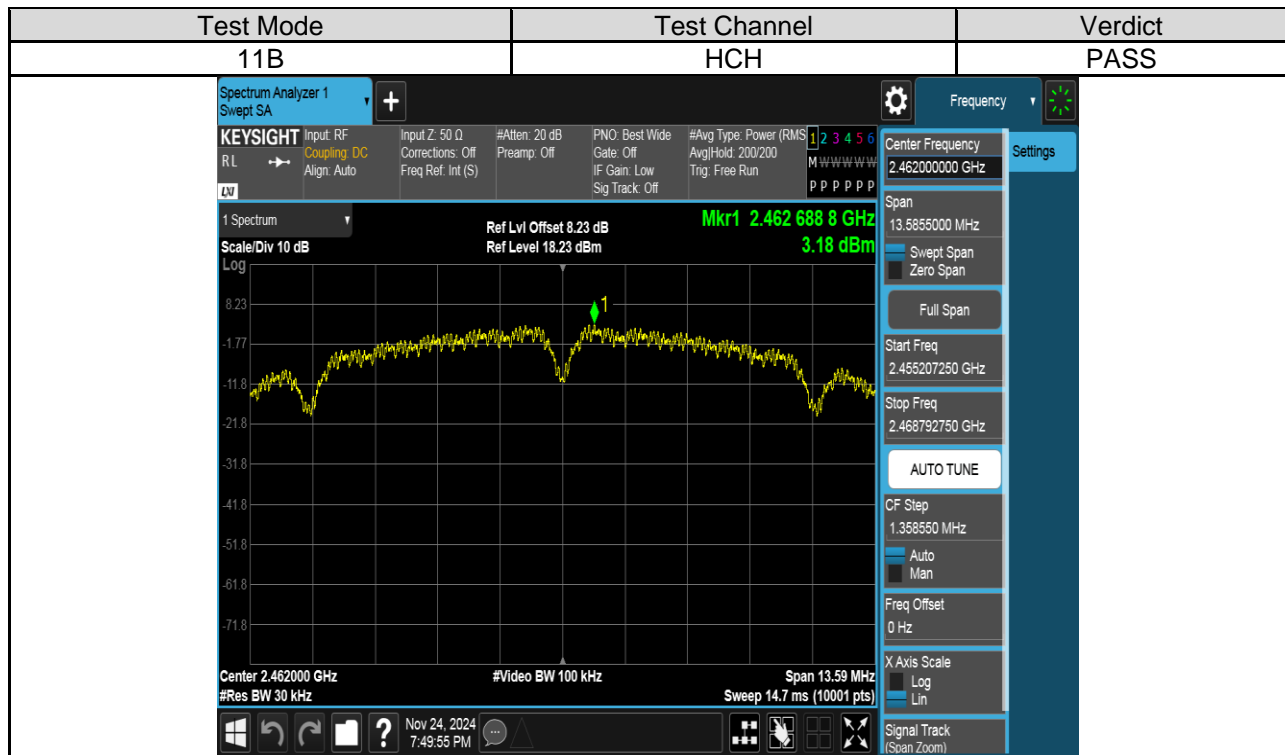 Test Mode Test Channel Verdict
11B HCH PASS
Spectrum Analyzer 1
Swept SA
+
Frequency
KEYSIGHT Input: RF Input Z: 50 Ω #Atten: 20 dB PNO: Best Wide #Avg Type: Power (RMS 1 2 3 4 5 6
RL Coupling: DC Corrections: Off Preamp: Off Gate: Off Avg|Hold: 200/200 M W W W W W
Align: Auto Freq Ref: Int (S) IF Gain: Low Trig: Free Run
LXI Sig Track: Off P P P P P P
1 Spectrum
Scale/Div 10 dB
Ref Lvl Offset 8.23 dB
Ref Level 18.23 dBm
Mkr1 2.462 688 8 GHz
3.18 dBm
Log
8.23
-1.77
-11.8
-21.8
-31.8
-41.8
-51.8
-61.8
-71.8
1
Center 2.462000 GHz #Video BW 100 kHz Span 13.59 MHz
#Res BW 30 kHz Sweep 14.7 ms (10001 pts)
Center Frequency
2.462000000 GHz
Settings
Span
13.5855000 MHz
Swept Span
Zero Span
Full Span
Start Freq
2.455207250 GHz
Stop Freq
2.468792750 GHz
AUTO TUNE
CF Step
1.358550 MHz
Auto
Man
Freq Offset
0 Hz
X Axis Scale
Log
Lin
Signal Track
(Span Zoom)
?
Nov 24, 2024
7:49:55 PM